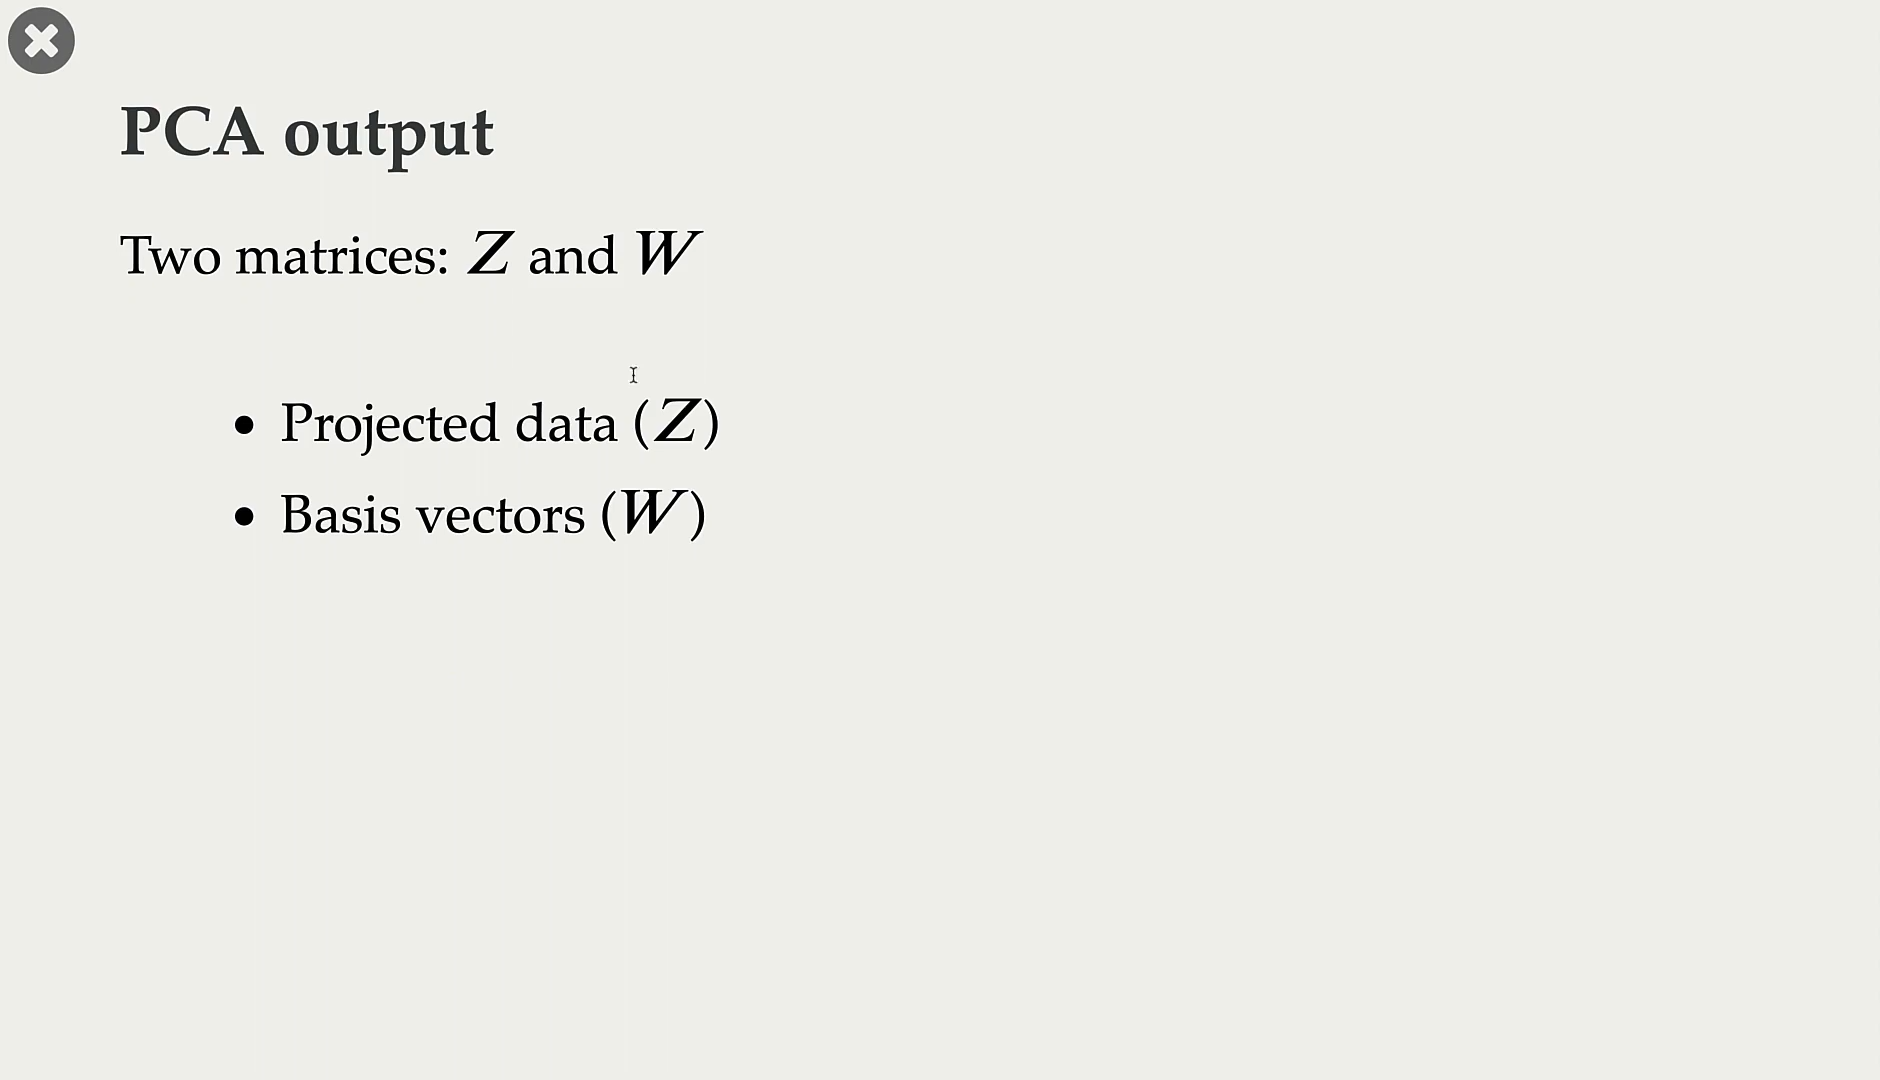 PCA output
Two matrices: Z and W
• Projected data (Z)
• Basis vectors (W)